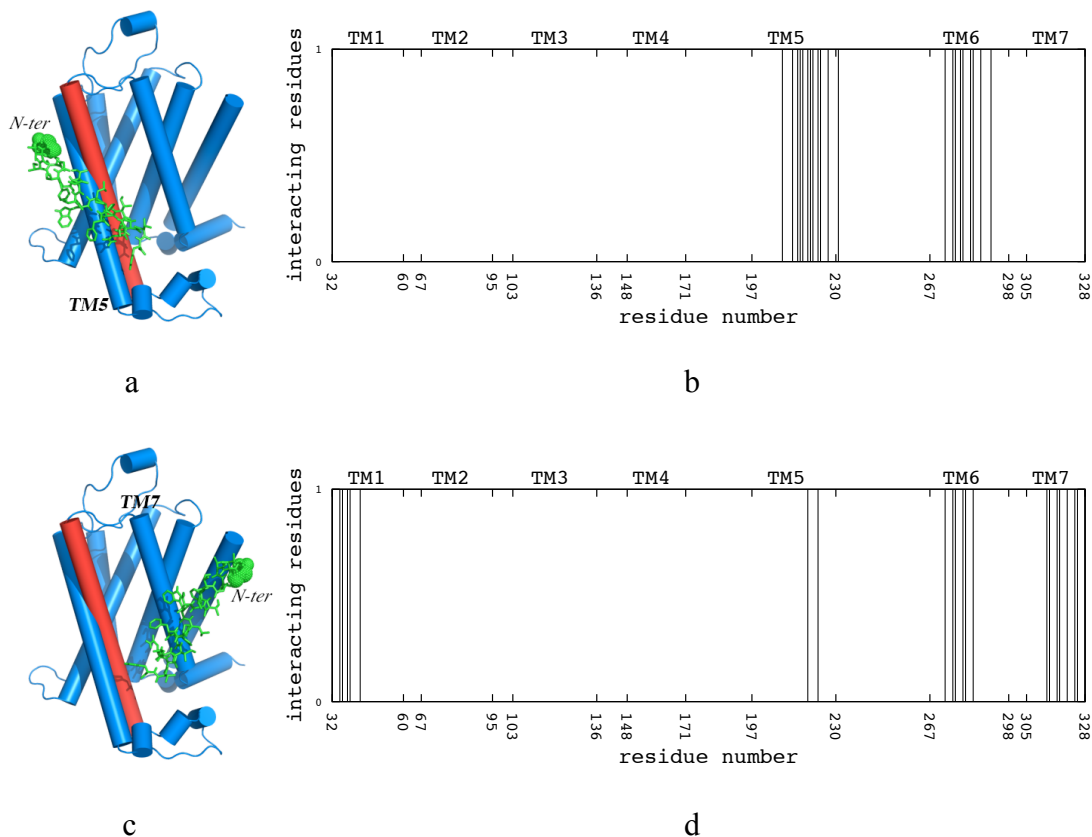 N-ter
TM5
a
TM1 TM2 TM3 TM4 TM5 TM6 TM7
interacting residues
1
0
32 60 67 95 103 136 148 171 197 230 267 298 305 328
residue number
b
TM7
N-ter
c
TM1 TM2 TM3 TM4 TM5 TM6 TM7
interacting residues
1
0
32 60 67 95 103 136 148 171 197 230 267 298 305 328
residue number
d